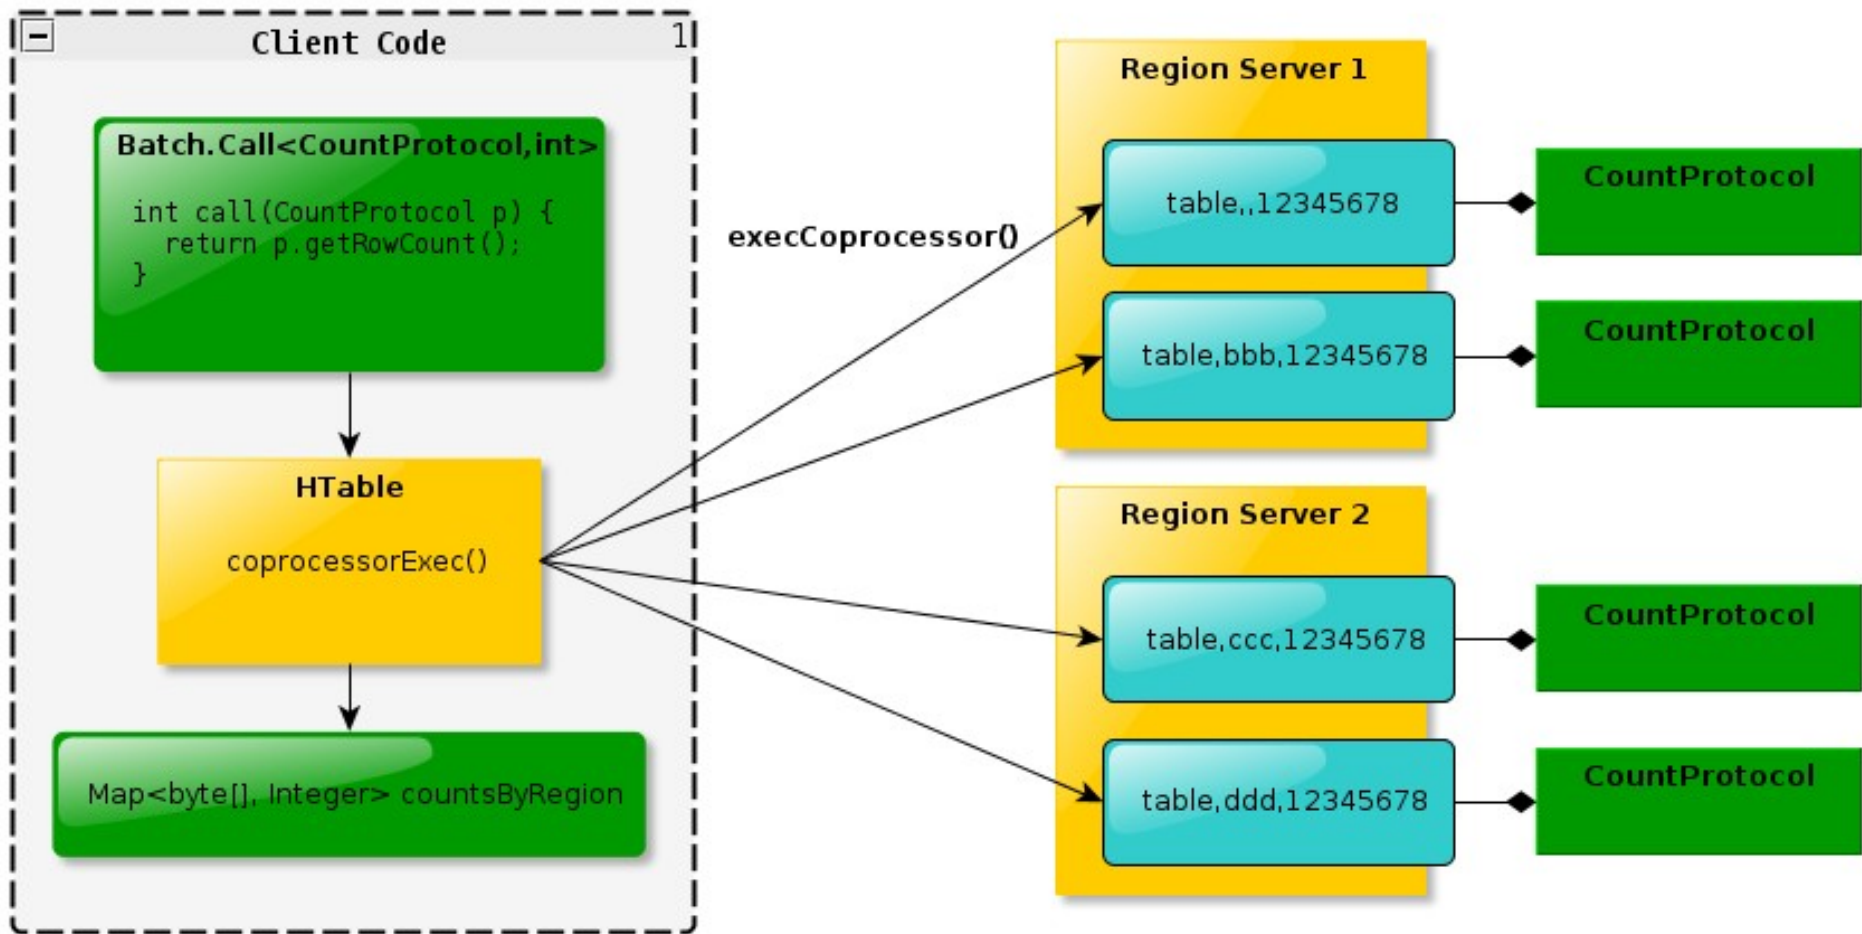 Client Code
1
Batch.Call<CountProtocol,int>
int call(CountProtocol p) {
return p.getRowCount();
}
HTable
coprocessorExec()
Map<byte[], Integer> countsByRegion
execCoprocessor()
Region Server 1
table,,12345678
CountProtocol
table,bbb,12345678
CountProtocol
Region Server 2
table,ccc,12345678
CountProtocol
table,ddd,12345678
CountProtocol